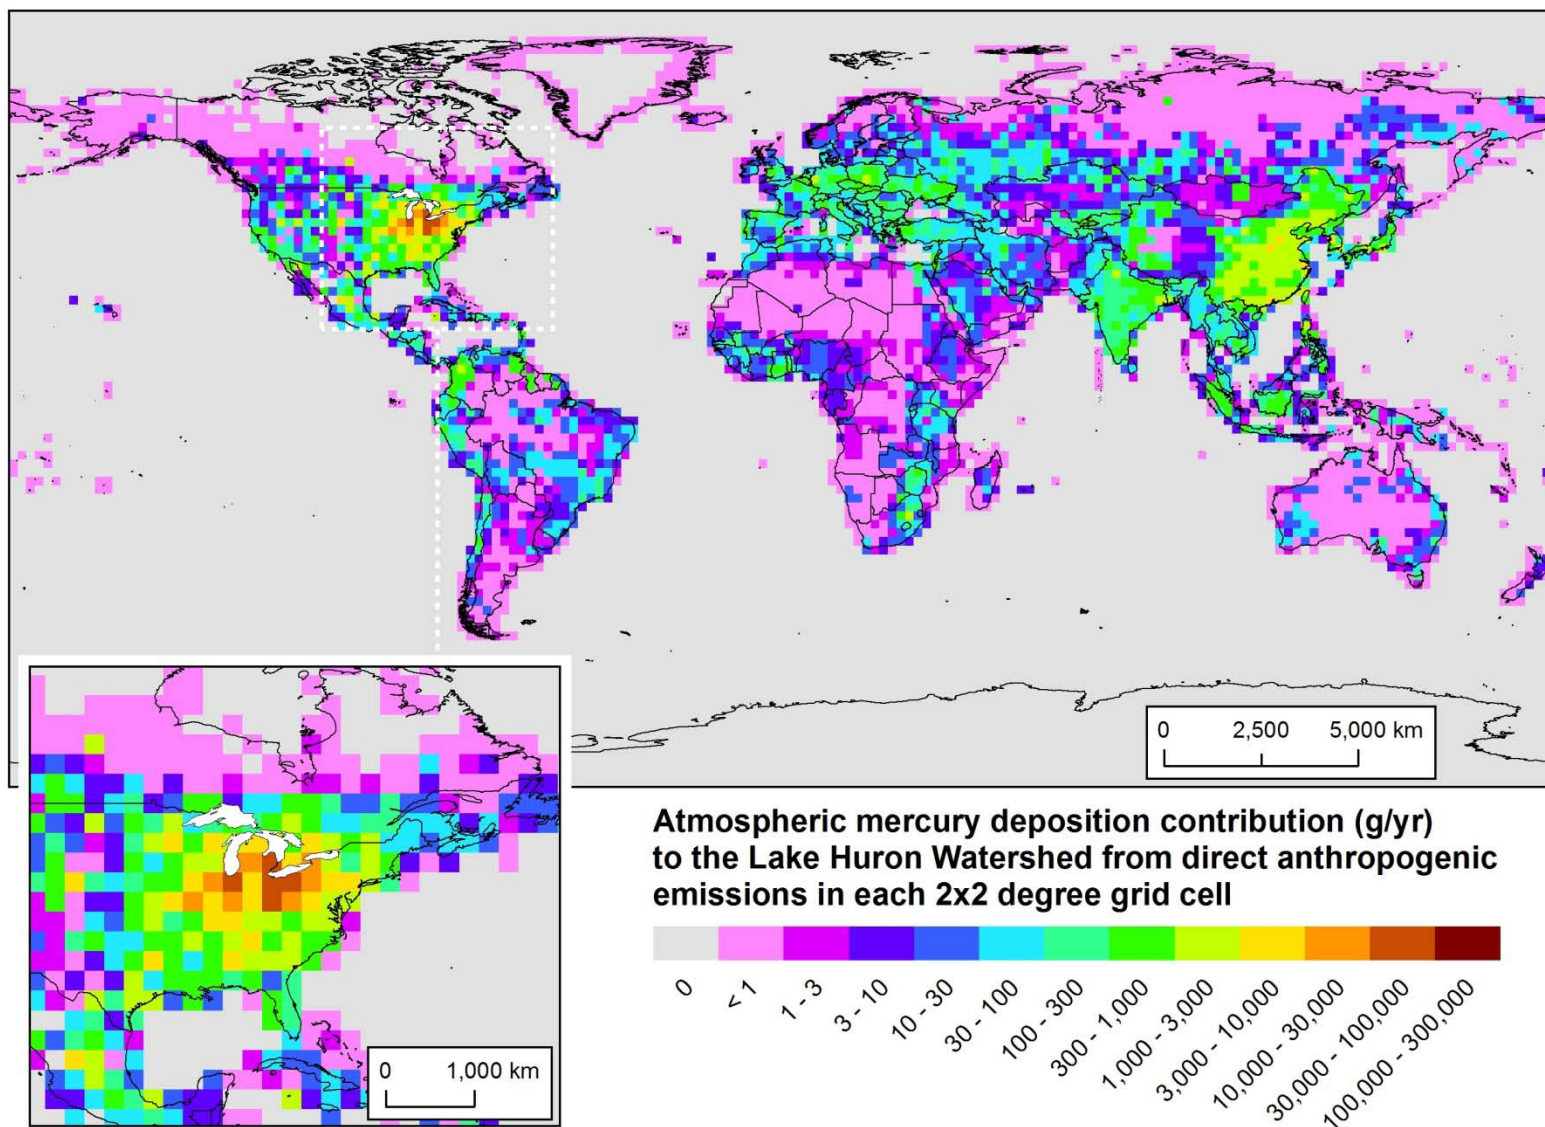 0 2,500 5,000 km
Atmospheric mercury deposition contribution (g/yr)
to the Lake Huron Watershed from direct anthropogenic
emissions in each 2x2 degree grid cell
0
< 1
1 - 3
3 - 10
10 - 30
30 - 100
100 - 300
300 - 1,000
1,000 - 3,000
3,000 - 10,000
10,000 - 30,000
30,000 - 100,000
100,000 - 300,000
0 1,000 km